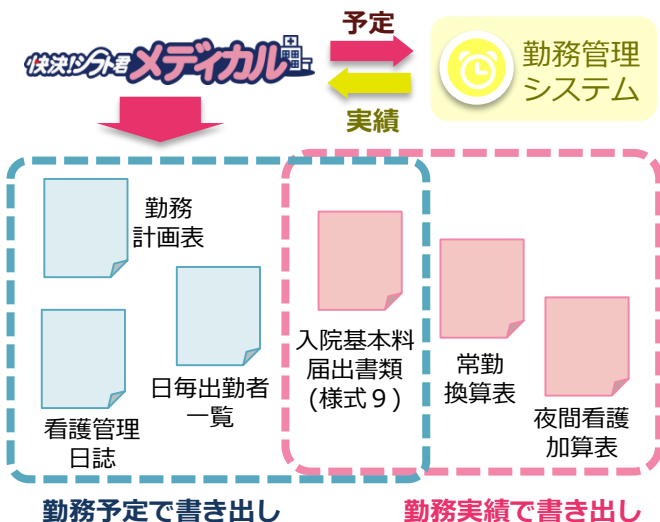 予定
快決!シフト君メディカル
勤務管理
システム
実績
勤務
計画表
入院基本料
届出書類
(様式９)
常勤
換算表
日毎出勤者
一覧
夜間看護
加算表
看護管理
日誌
勤務予定で書き出し
勤務実績で書き出し